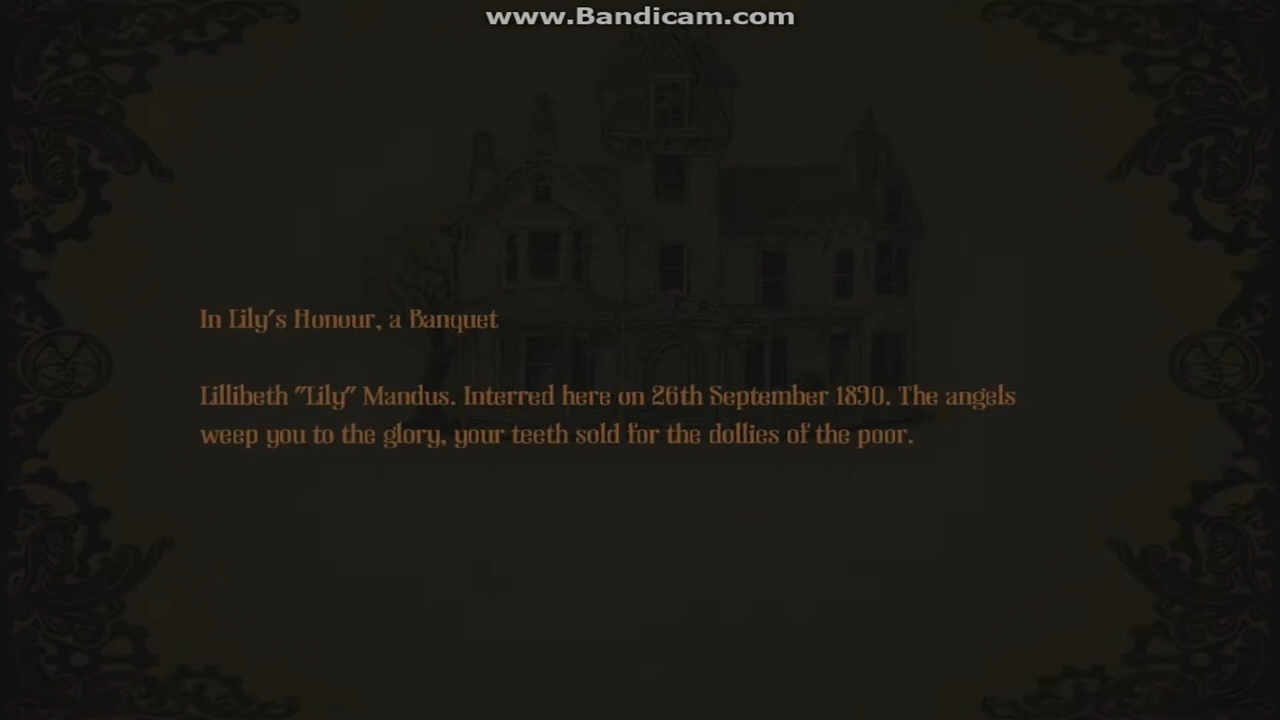 www.Bandicam.com
In Lily's Honour, a Banquet
Lillibeth "Lily" Mandus. Interred here on 26th September 1890. The angels
weep you to the glory, your teeth sold for the dollies of the poor.